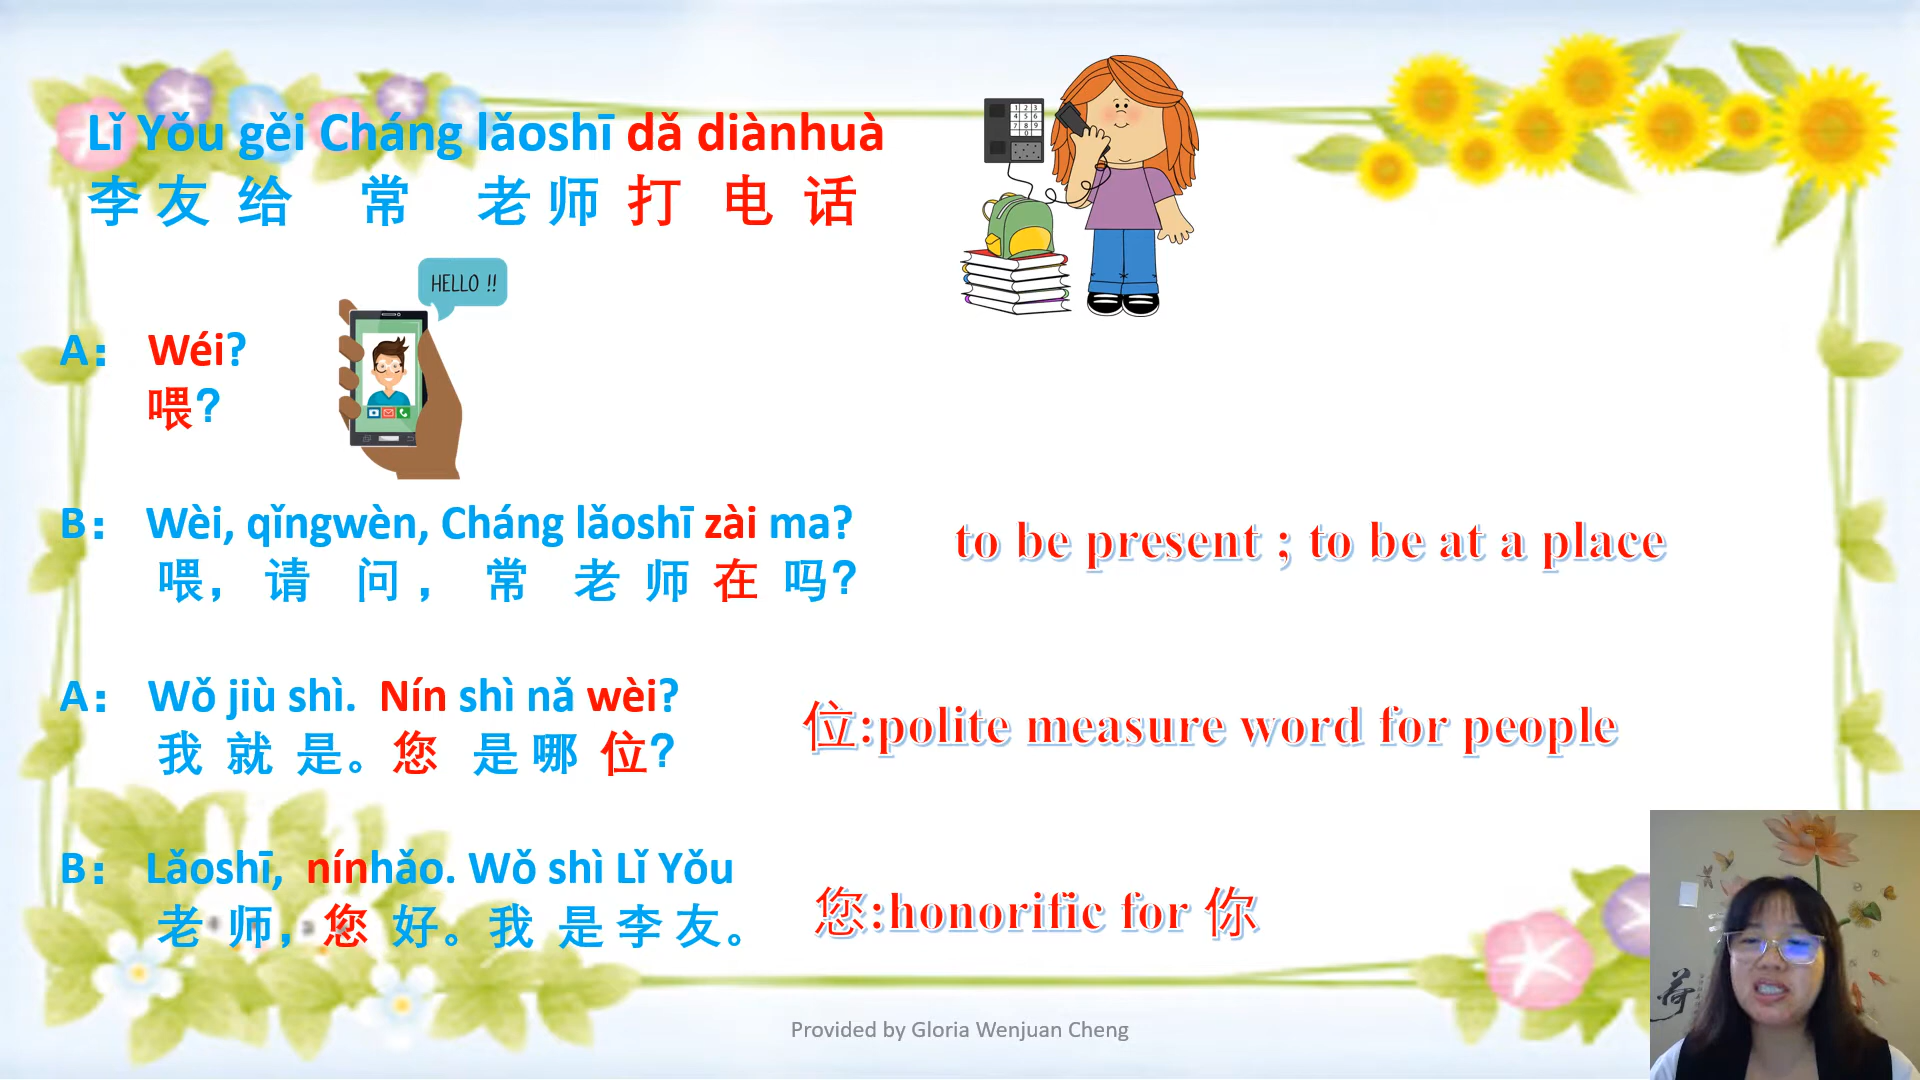 Lǐ Yǒu gěi Cháng lǎoshī dǎ diànhuà
李友给常老师打电话
HELLO !!
A： Wéi?
喂?
B： Wèi, qǐngwèn, Cháng lǎoshī zài ma?
喂，请问，常老师在吗?
to be present ; to be at a place
A： Wǒ jiù shì. Nín shì nǎ wèi?
我就是。您是哪位?
位:polite measure word for people
B： Lǎoshī, nínhǎo. Wǒ shì Lǐ Yǒu
老师，您好。我是李友。
您:honorific for 你
荷
Provided by Gloria Wenjuan Cheng